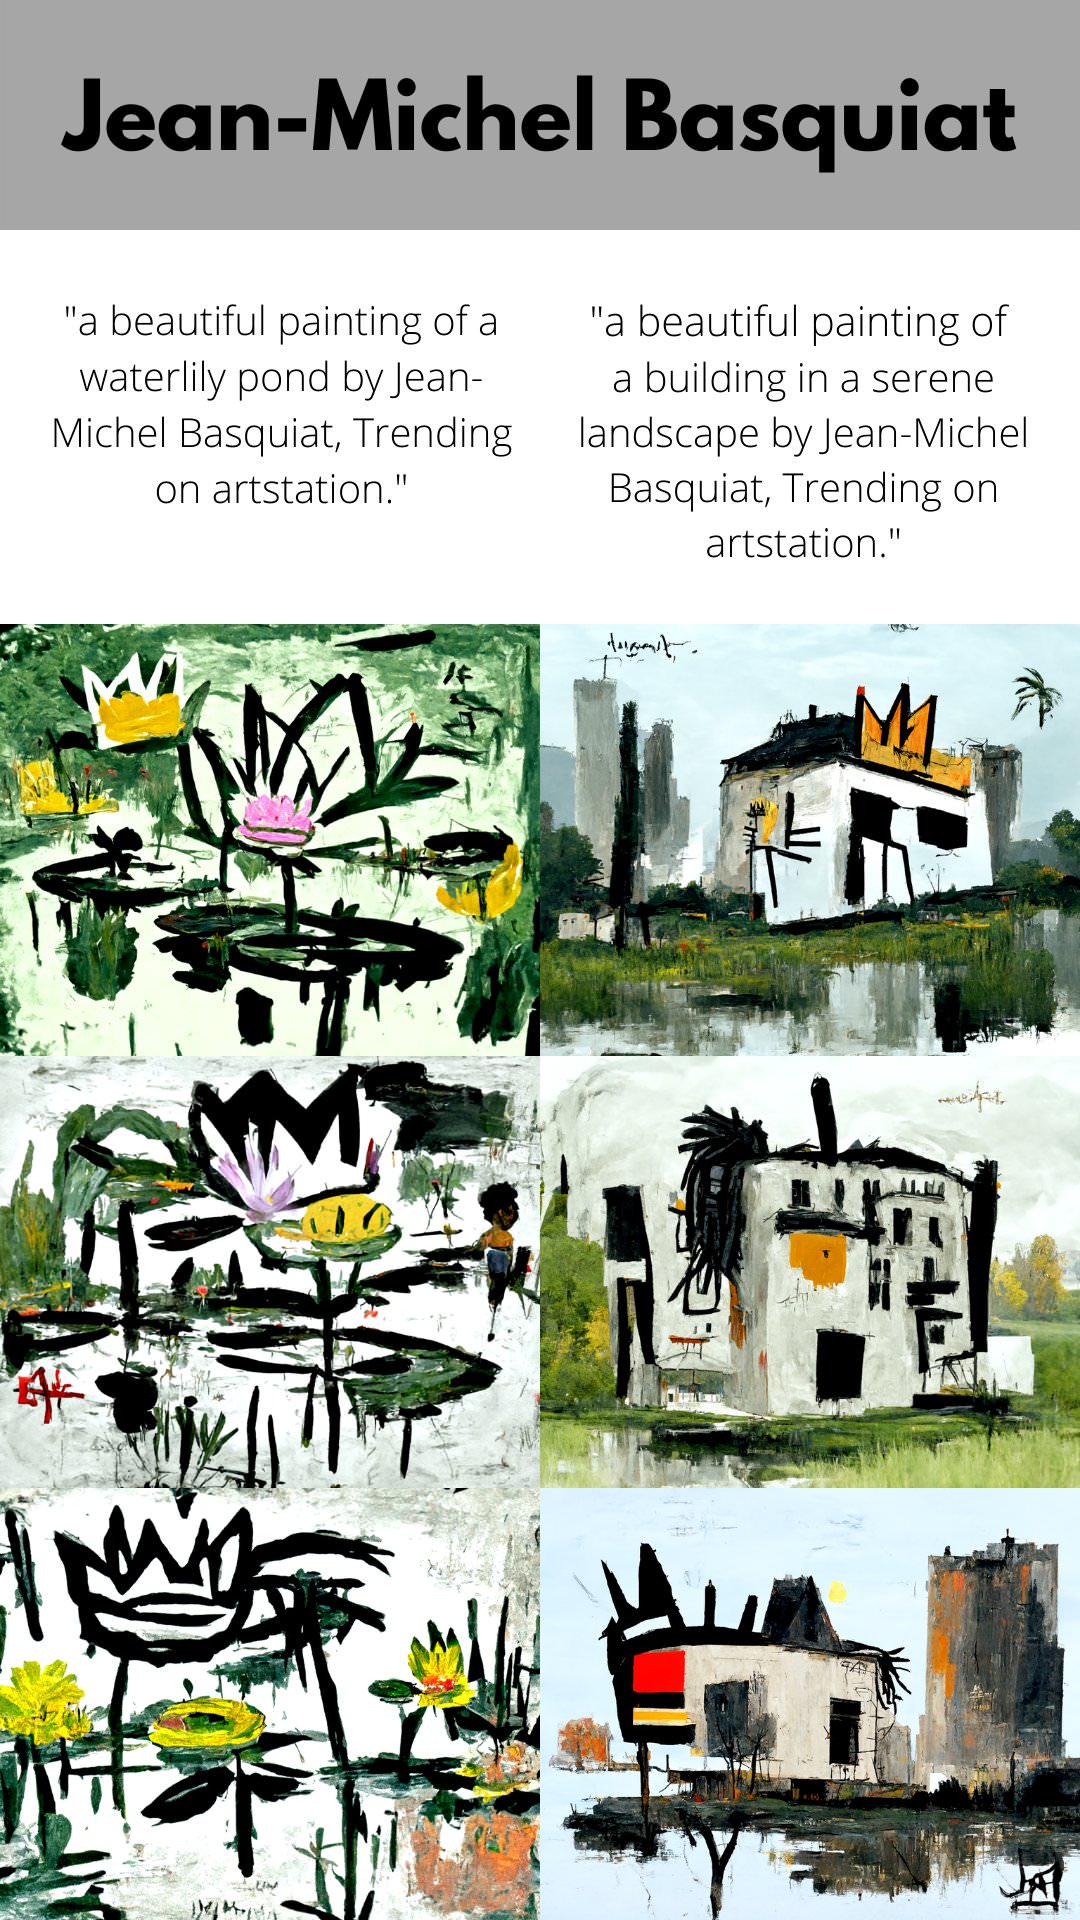 Jean-Michel Basquiat
"a beautiful painting of a
waterlily pond by Jean-
Michel Basquiat, Trending
on artstation."
"a beautiful painting of
a building in a serene
landscape by Jean-Michel
Basquiat, Trending on
artstation."